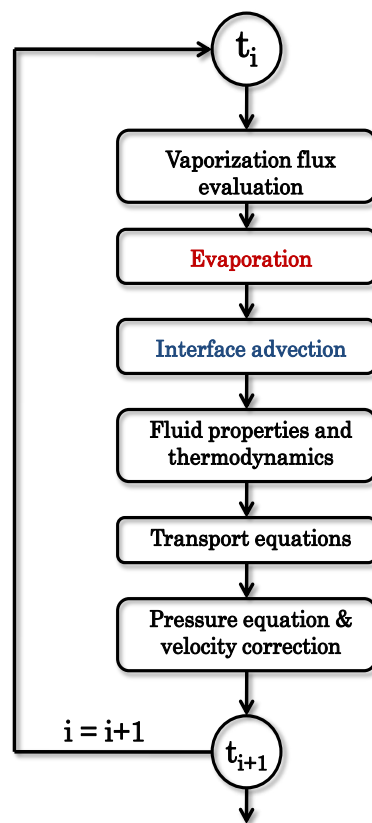 t_i
Vaporization flux
evaluation
Evaporation
Interface advection
Fluid properties and
thermodynamics
Transport equations
Pressure equation &
velocity correction
i = i+1
t_{i+1}